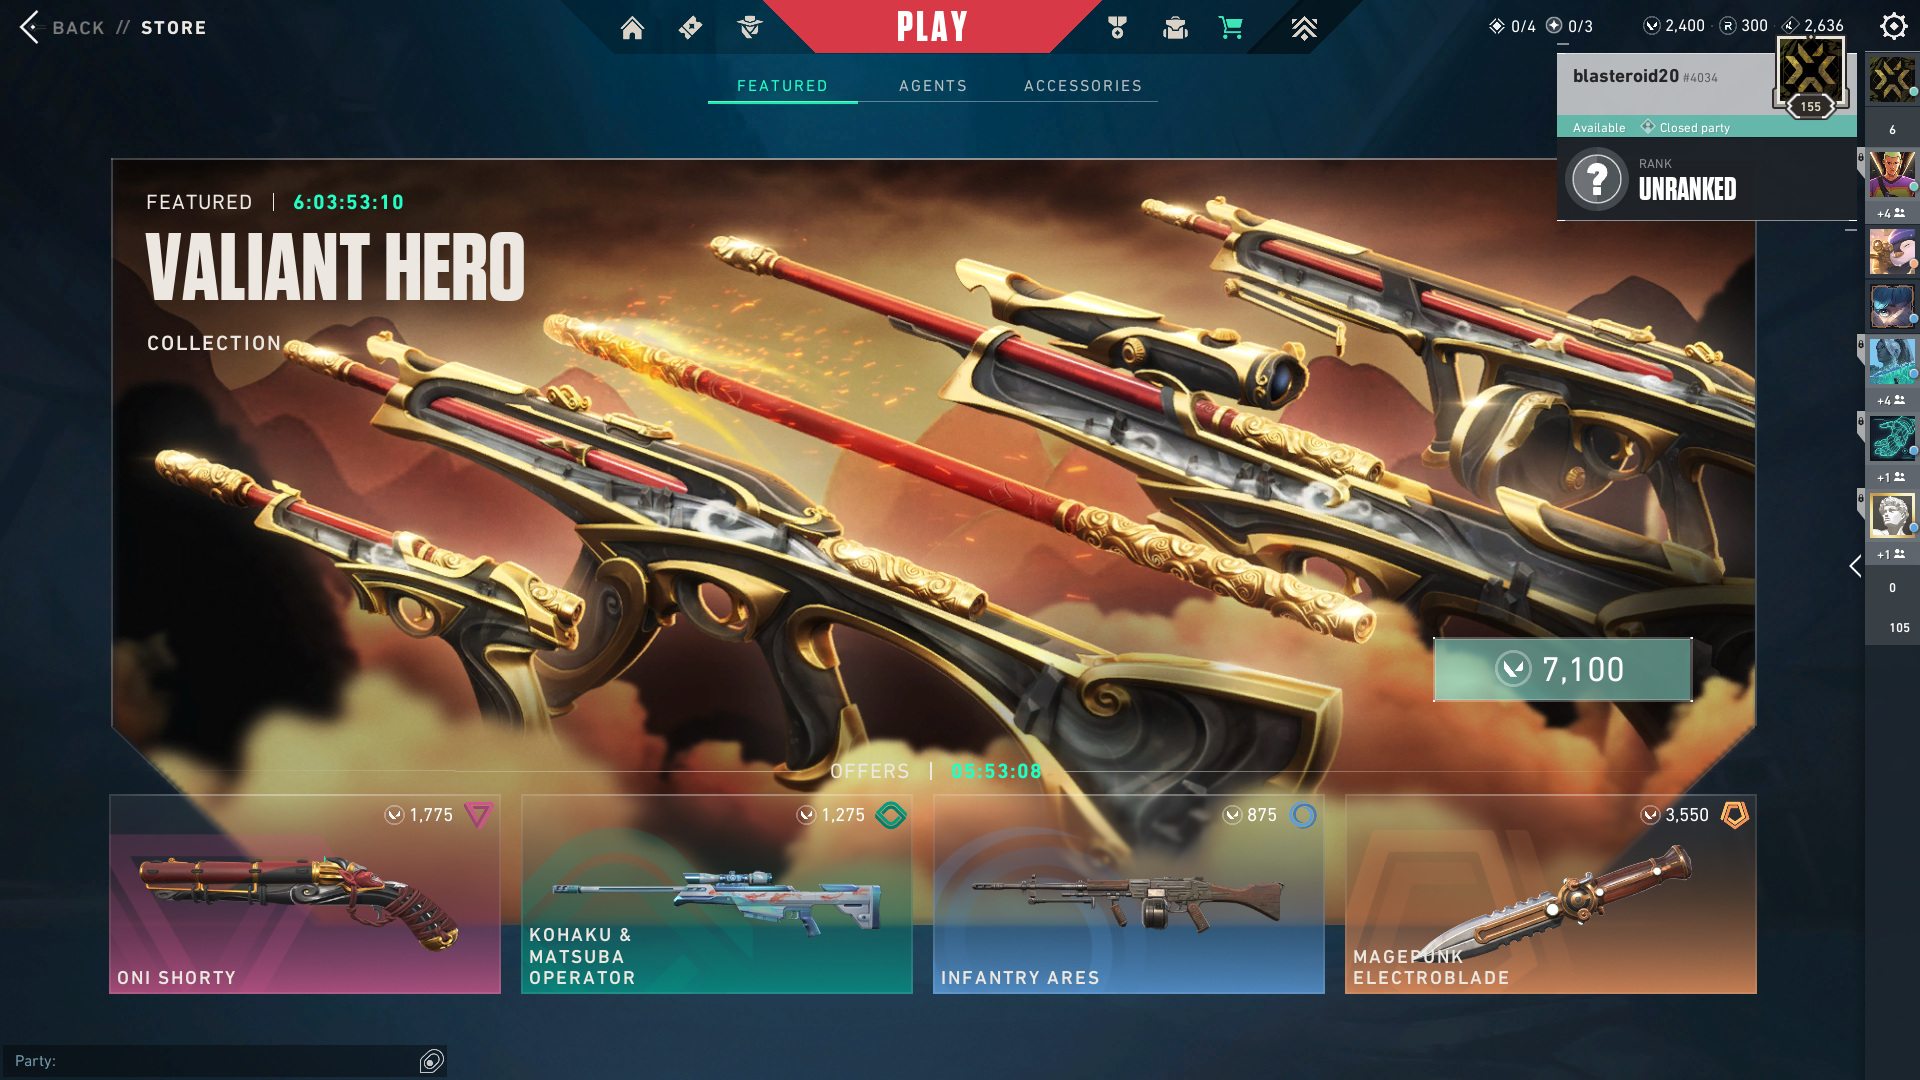 BACK // STORE
PLAY
0/4 0/3 2,400 300 2,636
FEATURED AGENTS ACCESSORIES
blasteroid20 #4034
155
Available Closed party
RANK
UNRANKED
6
+4
+4
+1
+1
0
105
FEATURED | 6:03:53:10
VALIANT HERO
COLLECTION
7,100
OFFERS | 05:53:08
1,775
ONI SHORTY
1,275
KOHAKU &
MATSUBA
OPERATOR
875
INFANTRY ARES
3,550
MAGEPUNK
ELECTROBLADE
Party: